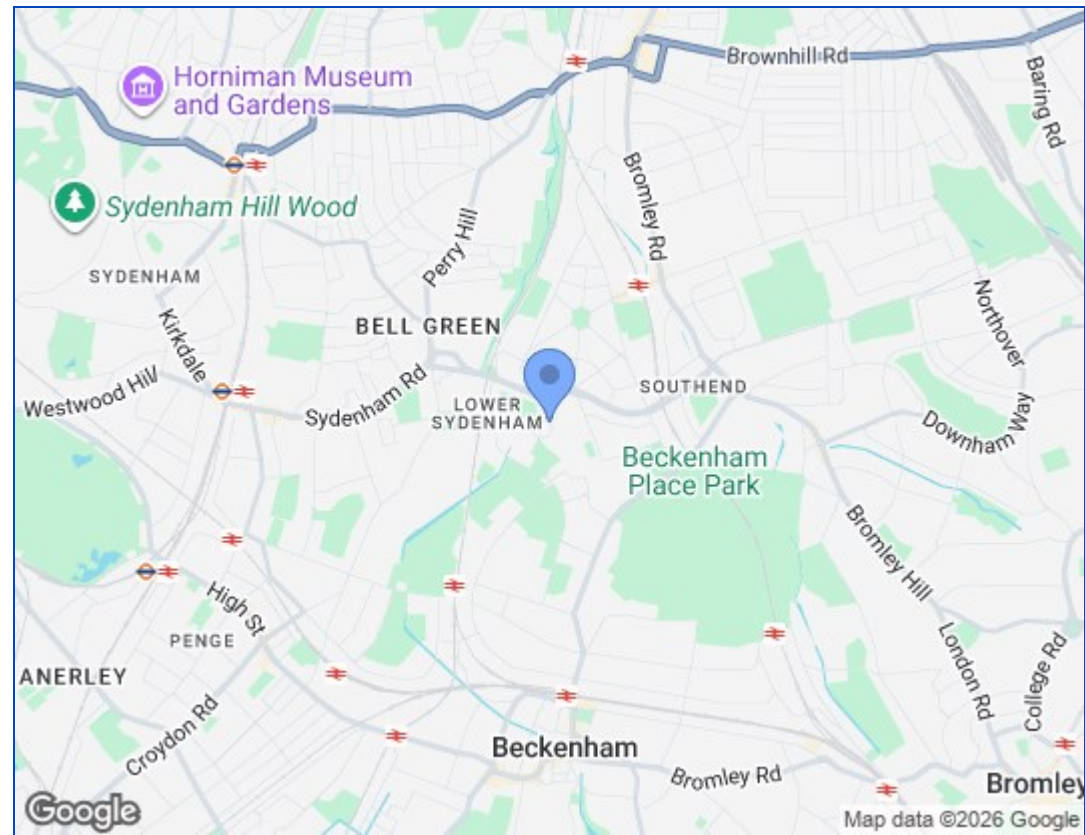 Brownhill Rd
Baring Rd
Horniman Museum
and Gardens
Bromley Rd
Sydenham Hill Wood
Perry Hill
SYDENHAM
Northover
Kirkdale
BELL GREEN
Westwood Hill
Sydenham Rd
LOWER
SYDENHAM
SOUTHEND
Downham Way
Beckenham
Place Park
Bromley Hill
High St
London Rd
College Rd
PENGE
ANERLEY
Croydon Rd
Beckenham
Bromley Rd
Bromley
Google
Map data ©2026 Google